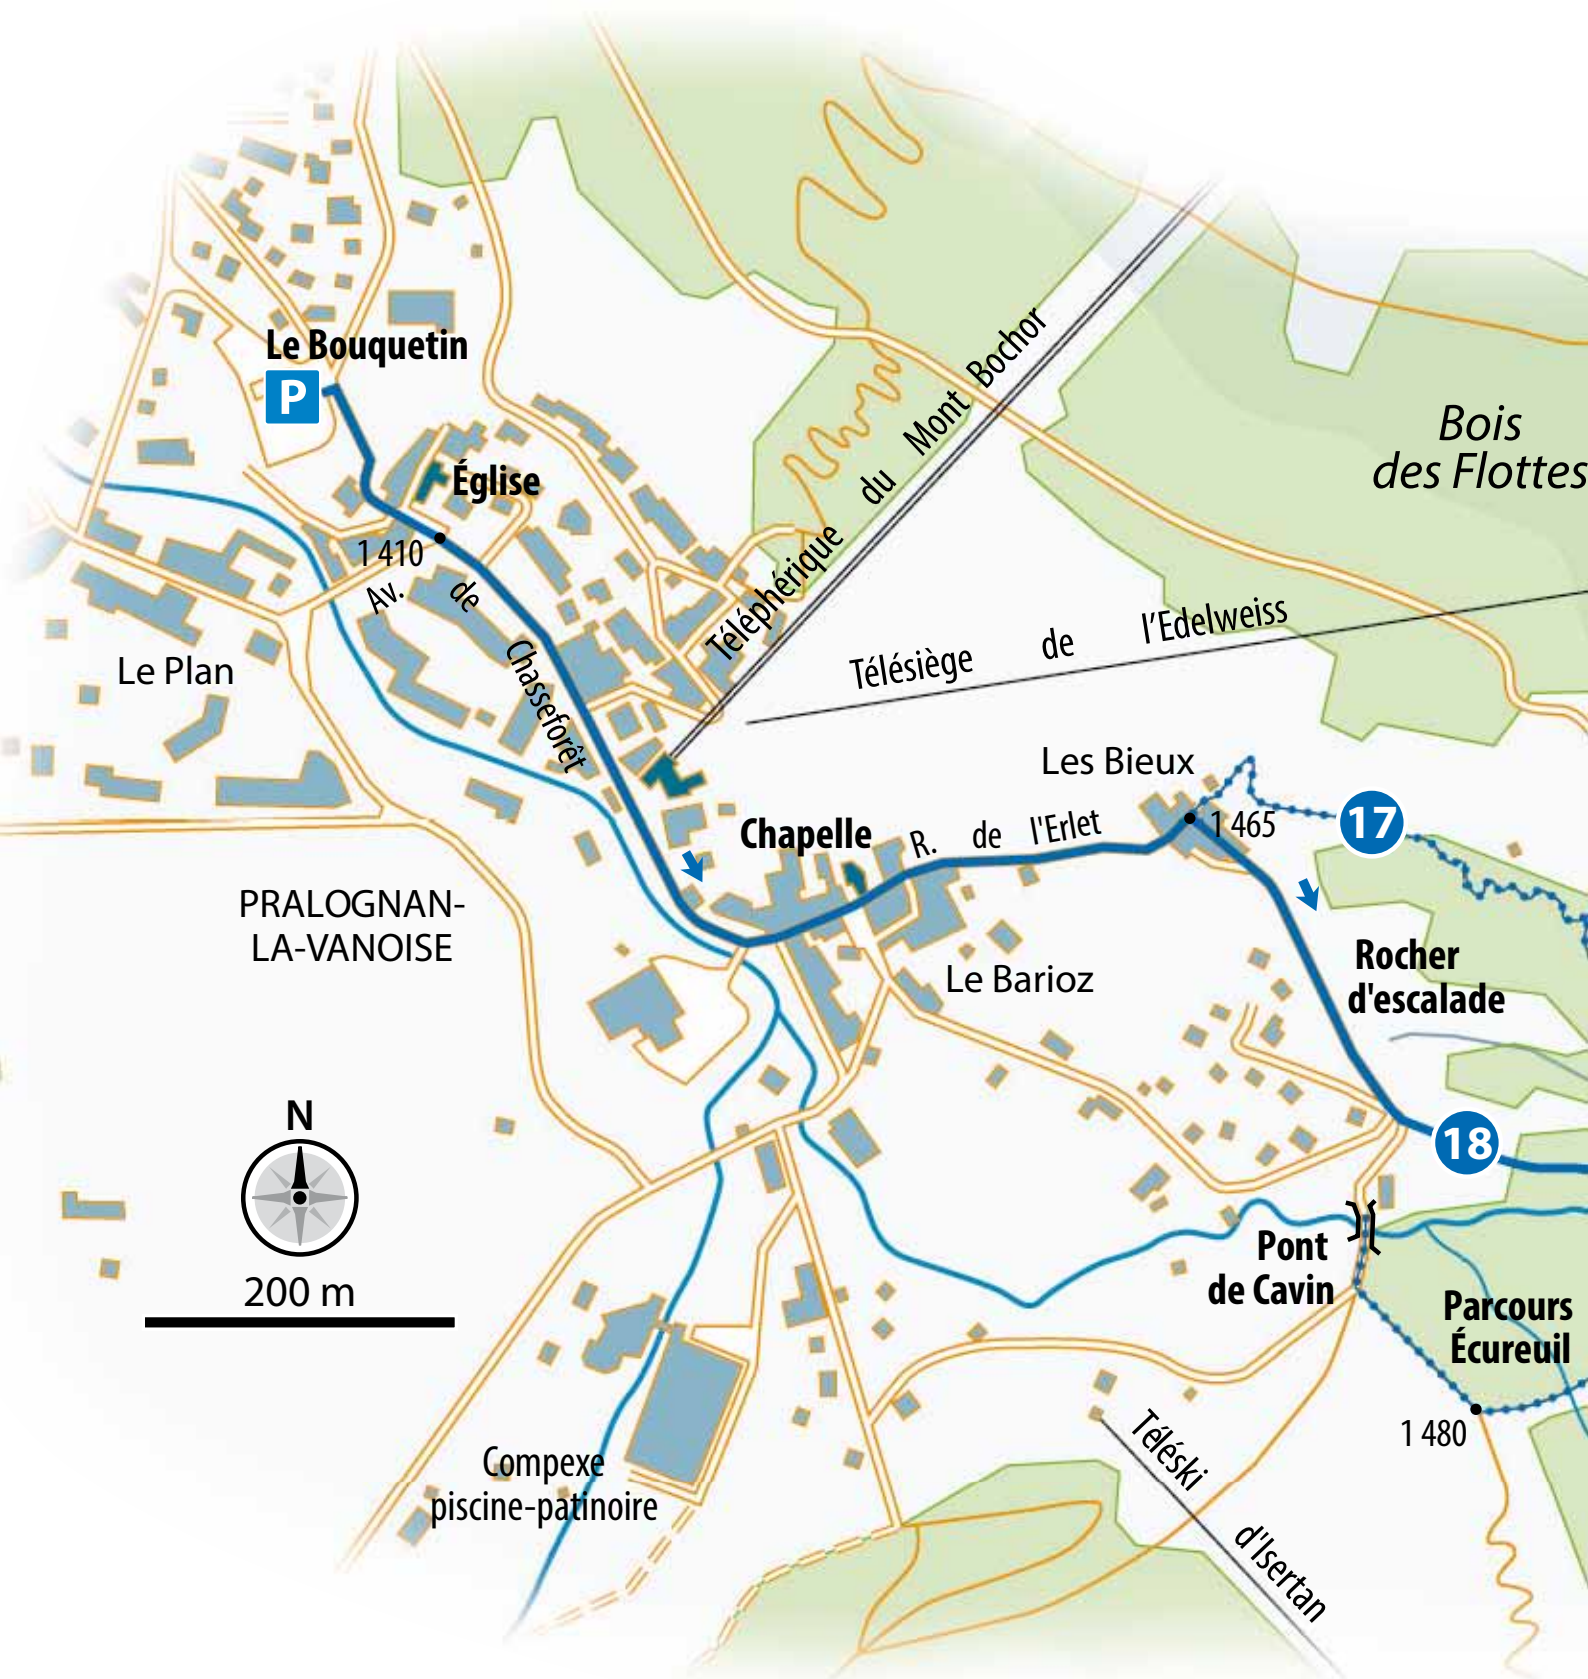 Le Bouquetin
P
Église
1 410
Av. de Chasseforêt
Téléphérique du Mont Bochor
Bois
des Flottes
Télésiège de l'Edelweiss
Le Plan
Les Bieux
1 465
17
Chapelle
R. de l'Erlet
PRALOGNAN-
LA-VANOISE
Le Barioz
Rocher
d'escalade
N
200 m
18
Pont
de Cavin
Parcours
Écureuil
1 480
Téléski d'Isertan
Compexe
piscine-patinoire